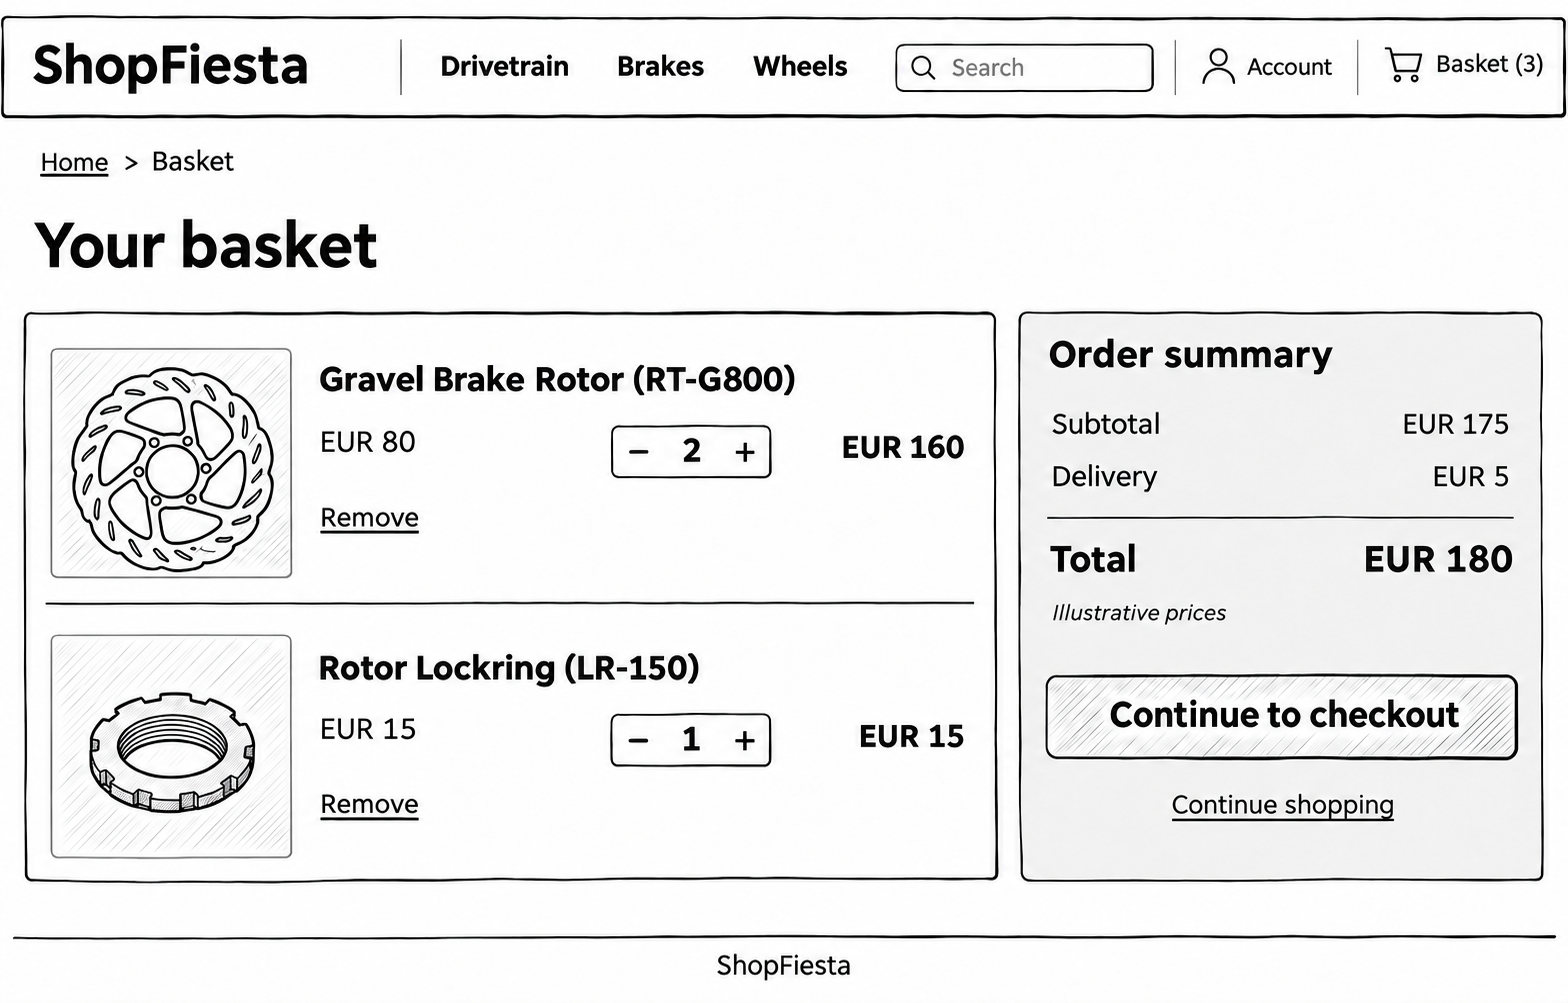 ShopFiesta
Drivetrain
Brakes
Wheels
Search
Account
Basket (3)
Home > Basket
Your basket
Gravel Brake Rotor (RT-G800)
EUR 80
− 2 +
EUR 160
Remove
Rotor Lockring (LR-150)
EUR 15
− 1 +
EUR 15
Remove
Order summary
Subtotal EUR 175
Delivery EUR 5
Total EUR 180
Illustrative prices
Continue to checkout
Continue shopping
ShopFiesta